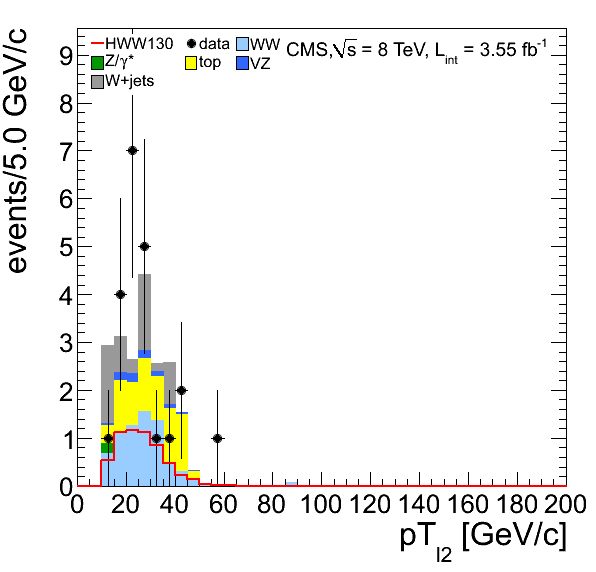 HWW130 data WW CMS,√s = 8 TeV, L_int = 3.55 fb⁻¹
Z/γ* top VZ
W+jets
events/5.0 GeV/c
9
8
7
6
5
4
3
2
1
0
0 20 40 60 80 100 120 140 160 180 200
pT_l2 [GeV/c]